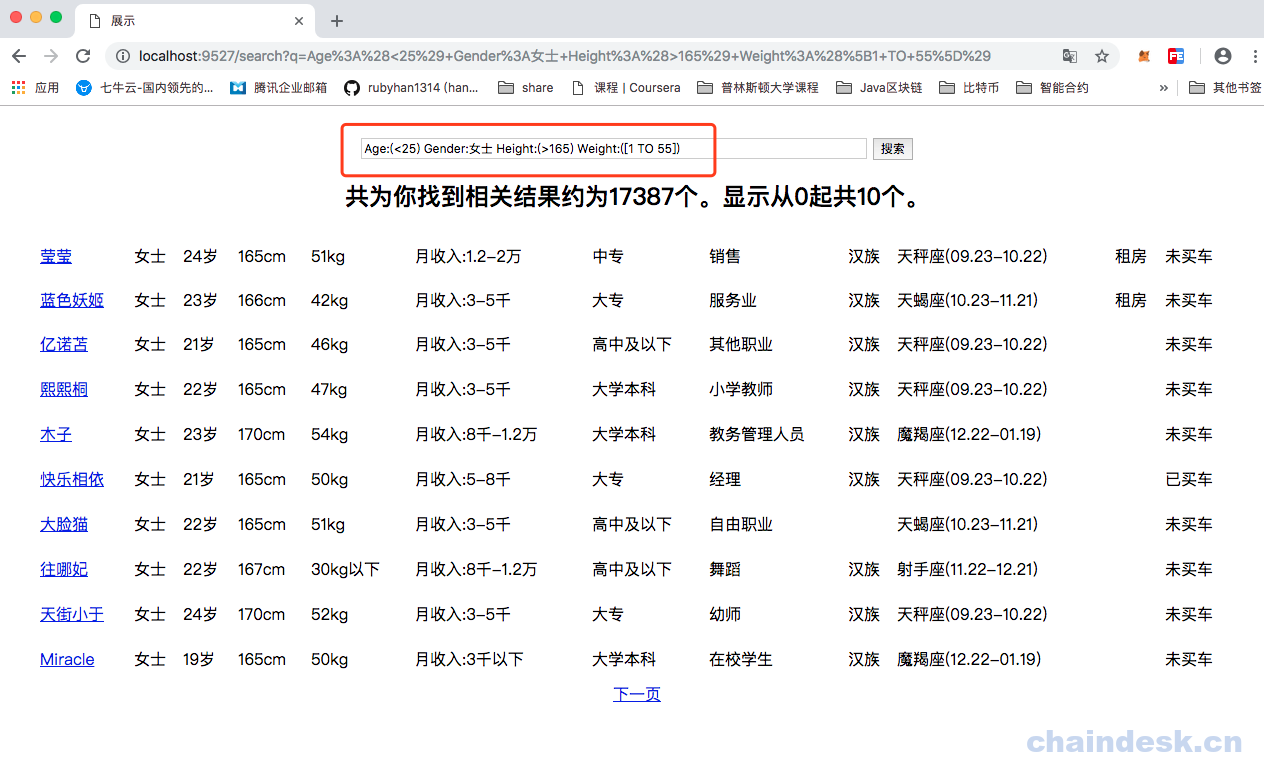 展示
localhost:9527/search?q=Age%3A%28<25%29+Gender%3A女士+Height%3A%28>165%29+Weight%3A%28%5B1+TO+55%5D%29
应用 七牛云-国内领先的... 腾讯企业邮箱 rubyhan1314 (han... share 课程 | Coursera 普林斯顿大学课程 Java区块链 比特币 智能合约 » 其他书签
Age:(<25) Gender:女士 Height:(>165) Weight:([1 TO 55]) 搜索
共为你找到相关结果约为17387个。显示从0起共10个。
莹莹 女士 24岁 165cm 51kg 月收入:1.2-2万 中专 销售 汉族 天秤座(09.23-10.22) 租房 未买车
蓝色妖姬 女士 23岁 166cm 42kg 月收入:3-5千 大专 服务业 汉族 天蝎座(10.23-11.21) 租房 未买车
亿诺苫 女士 21岁 165cm 46kg 月收入:3-5千 高中及以下 其他职业 汉族 天秤座(09.23-10.22) 未买车
熙熙桐 女士 22岁 165cm 47kg 月收入:3-5千 大学本科 小学教师 汉族 天秤座(09.23-10.22) 未买车
木子 女士 23岁 170cm 54kg 月收入:8千-1.2万 大学本科 教务管理人员 汉族 魔羯座(12.22-01.19) 未买车
快乐相依 女士 21岁 165cm 50kg 月收入:5-8千 大专 经理 汉族 天秤座(09.23-10.22) 已买车
大脸猫 女士 22岁 165cm 51kg 月收入:3-5千 高中及以下 自由职业 天蝎座(10.23-11.21) 未买车
往哪妃 女士 22岁 167cm 30kg以下 月收入:8千-1.2万 高中及以下 舞蹈 汉族 射手座(11.22-12.21) 未买车
天街小于 女士 24岁 170cm 52kg 月收入:3-5千 大专 幼师 汉族 天秤座(09.23-10.22) 未买车
Miracle 女士 19岁 165cm 50kg 月收入:3千以下 大学本科 在校学生 汉族 魔羯座(12.22-01.19) 未买车
下一页
chaindesk.cn